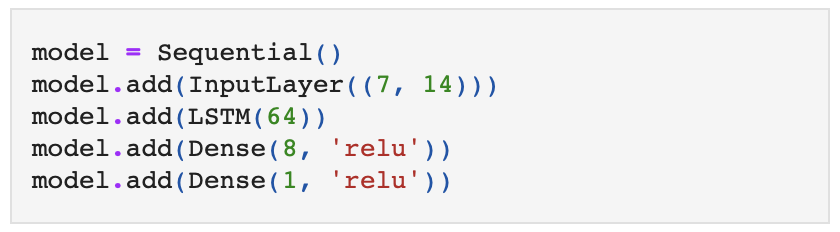 model = Sequential()
model.add(InputLayer((7, 14)))
model.add(LSTM(64))
model.add(Dense(8, 'relu'))
model.add(Dense(1, 'relu'))